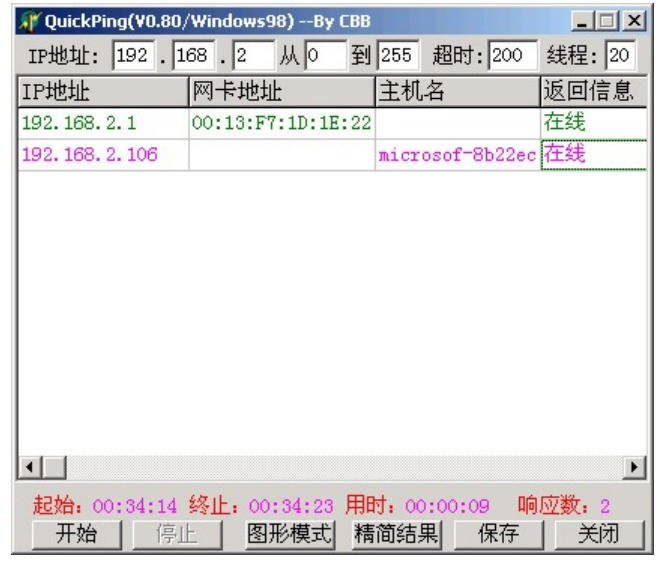 QuickPing(V0.80/Windows98) --By CBB
IP地址: 192 . 168 . 2 从 0 到 255 超时: 200 线程: 20
IP地址 网卡地址 主机名 返回信息
192.168.2.1 00:13:F7:1D:1E:22 在线
192.168.2.106 microsof-8b22ec 在线
起始: 00:34:14 终止: 00:34:23 用时: 00:00:09 响应数: 2
开始 停止 图形模式 精简结果 保存 关闭